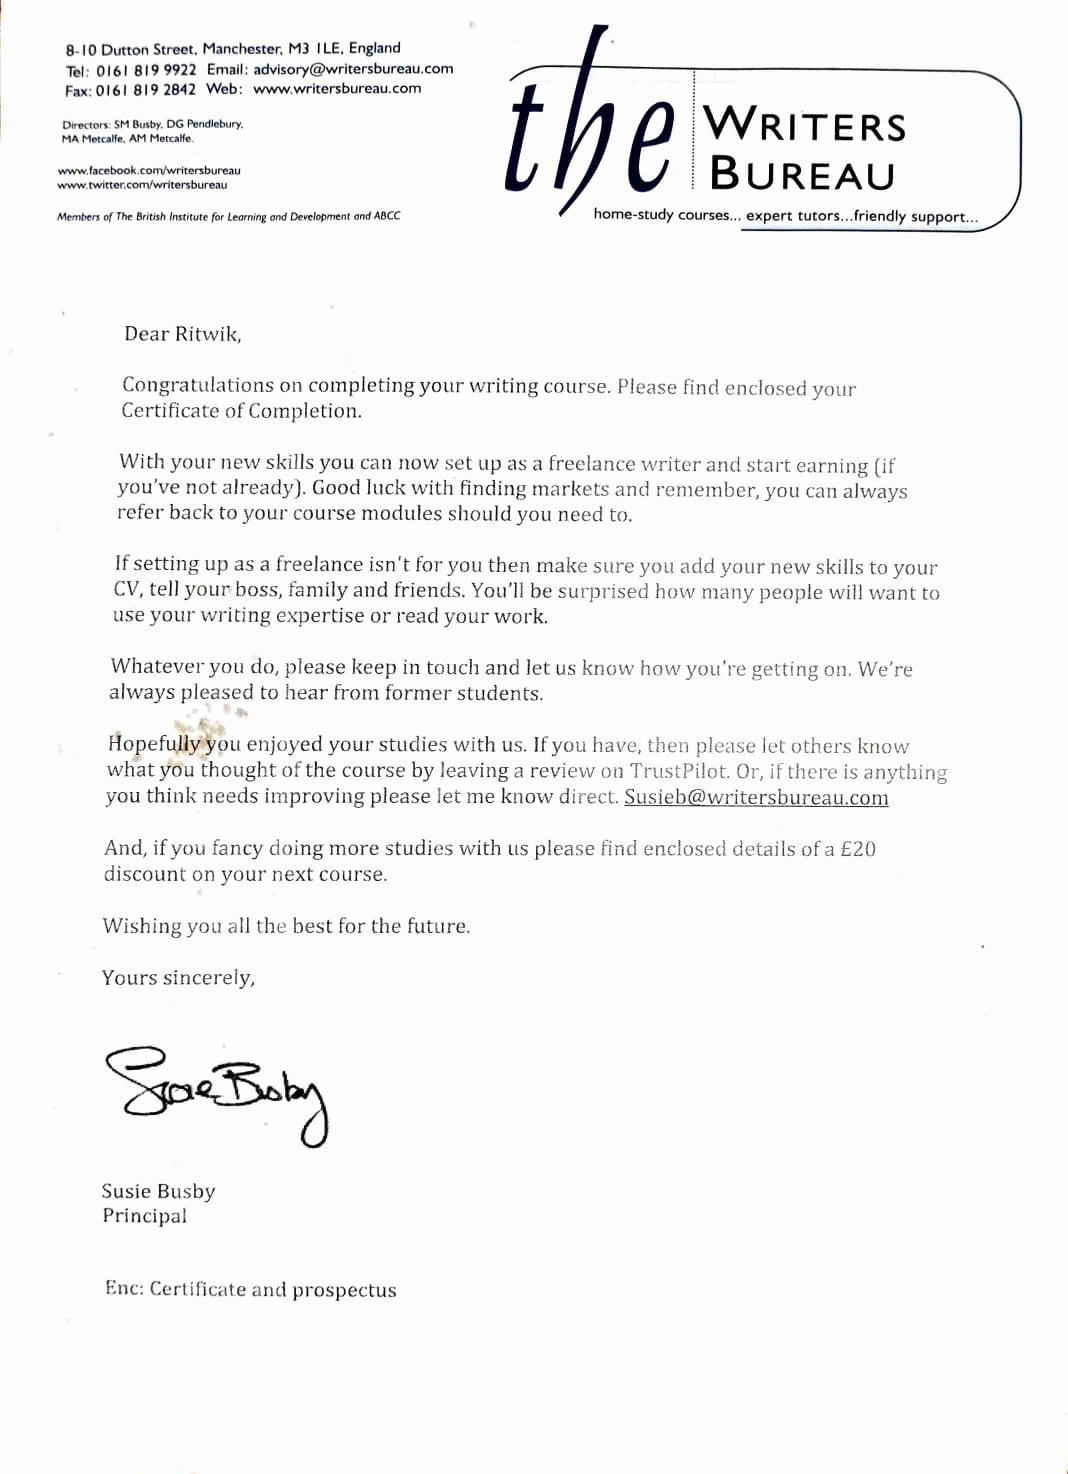 8-10 Dutton Street, Manchester, M3 1LE, England
Tel: 0161 819 9922 Email: advisory@writersbureau.com
Fax: 0161 819 2842 Web: www.writersbureau.com
Directors: SM Busby, DG Pendlebury,
MA Metcalfe, AM Metcalfe.
www.facebook.com/writersbureau
www.twitter.com/writersbureau
Members of The British Institute for Learning and Development and ABCC
the WRITERS
BUREAU
home-study courses... expert tutors...friendly support...
Dear Ritwik,
Congratulations on completing your writing course. Please find enclosed your
Certificate of Completion.
With your new skills you can now set up as a freelance writer and start earning (if
you've not already). Good luck with finding markets and remember, you can always
refer back to your course modules should you need to.
If setting up as a freelance isn't for you then make sure you add your new skills to your
CV, tell your boss, family and friends. You'll be surprised how many people will want to
use your writing expertise or read your work.
Whatever you do, please keep in touch and let us know how you're getting on. We're
always pleased to hear from former students.
Hopefully you enjoyed your studies with us. If you have, then please let others know
what you thought of the course by leaving a review on TrustPilot. Or, if there is anything
you think needs improving please let me know direct. Susieb@writersbureau.com
And, if you fancy doing more studies with us please find enclosed details of a £20
discount on your next course.
Wishing you all the best for the future.
Yours sincerely,
Susie Busby
Susie Busby
Principal
Enc: Certificate and prospectus